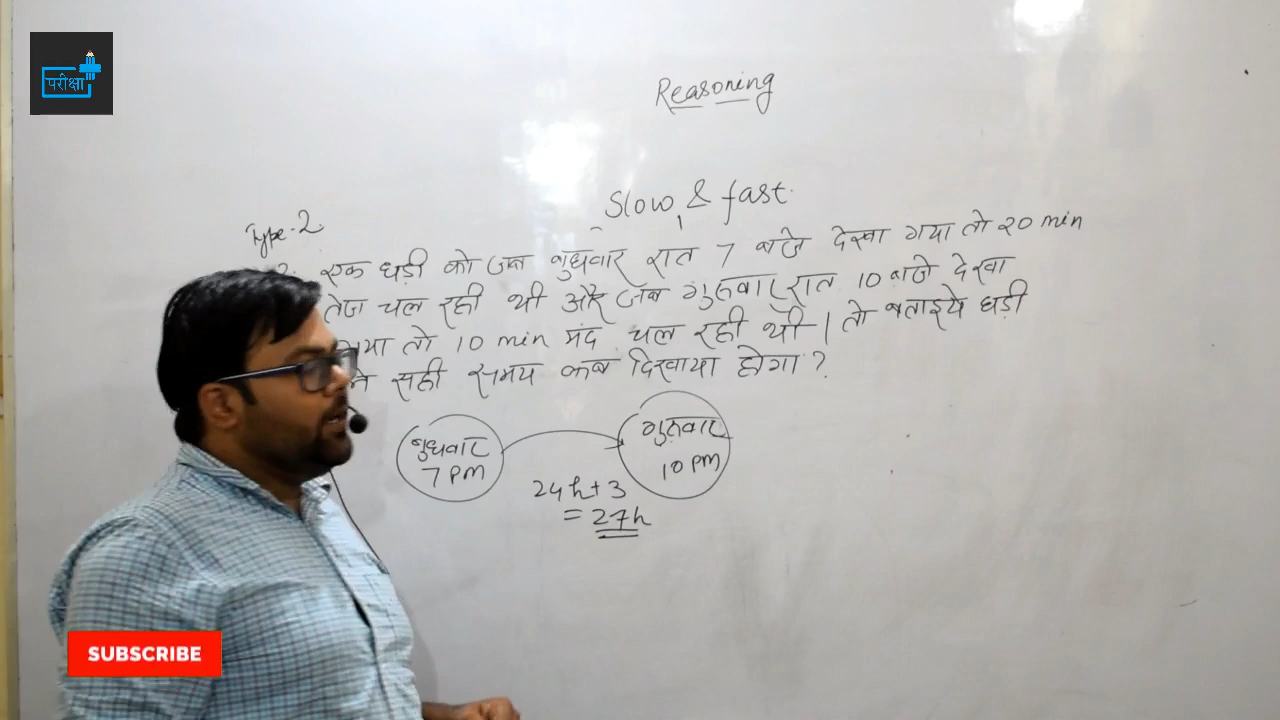 परीक्षा
Reasoning
Slow & fast
Type-2
एक घड़ी को जब बुधवार रात 7 बजे देखा गया तो 20 min
तेज चल रही थी और जब गुरुवार रात 10 बजे देखा
गया तो 10 min मंद चल रही थी | तो बताइये घड़ी
ने सही समय कब दिखाया होगा ?
बुधवार
7 PM
गुरुवार
10 PM
24 h + 3
= 27h
SUBSCRIBE